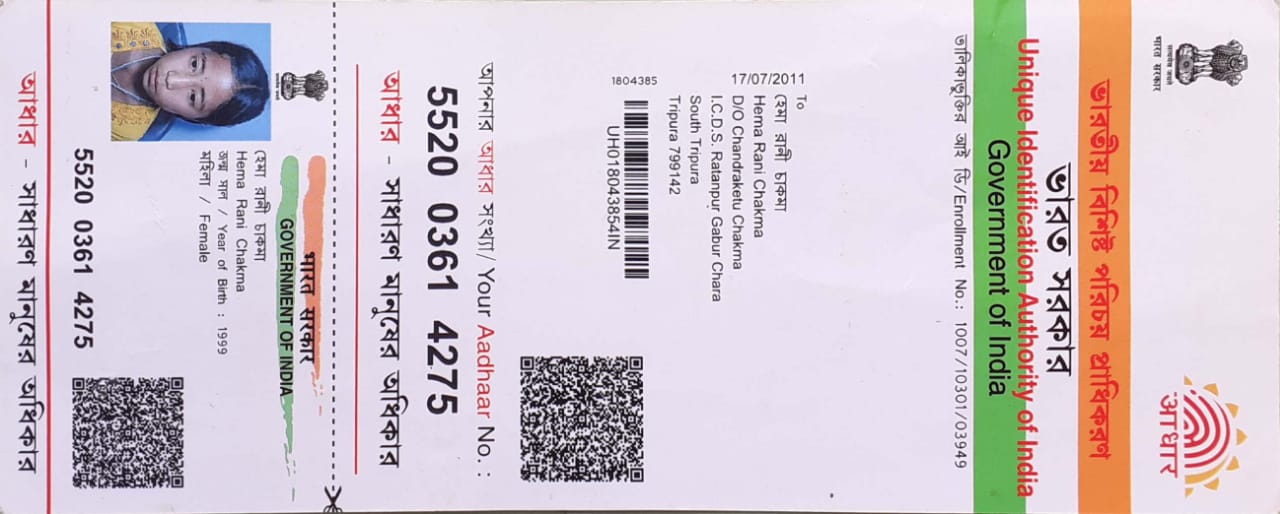 सत्यमेव जयते
भारत सरकार
आधार
ভারতীয় বিশিষ্ট পরিচয় প্রাধিকরণ
ভারত সরকার
Unique Identification Authority of India
Government of India
তালিকাভুক্তির আই ডি/Enrollment No.: 1007/10301/03949
17/07/2011
To
হেমা রানী চাকমা
Hema Rani Chakma
D/O Chandraketu Chakma
I.C.D.S. Ratanpur Gabur Chara
South Tripura
Tripura 799142
1804385
UH018043854IN
আপনার আধার সংখ্যা/ Your Aadhaar No. :
5520 0361 4275
আধার - সাধারণ মানুষের অধিকার
भारत सरकार
GOVERNMENT OF INDIA
হেমা রানী চাকমা
Hema Rani Chakma
জন্ম সাল / Year of Birth : 1999
মহিলা / Female
5520 0361 4275
আধার - সাধারণ মানুষের অধিকার